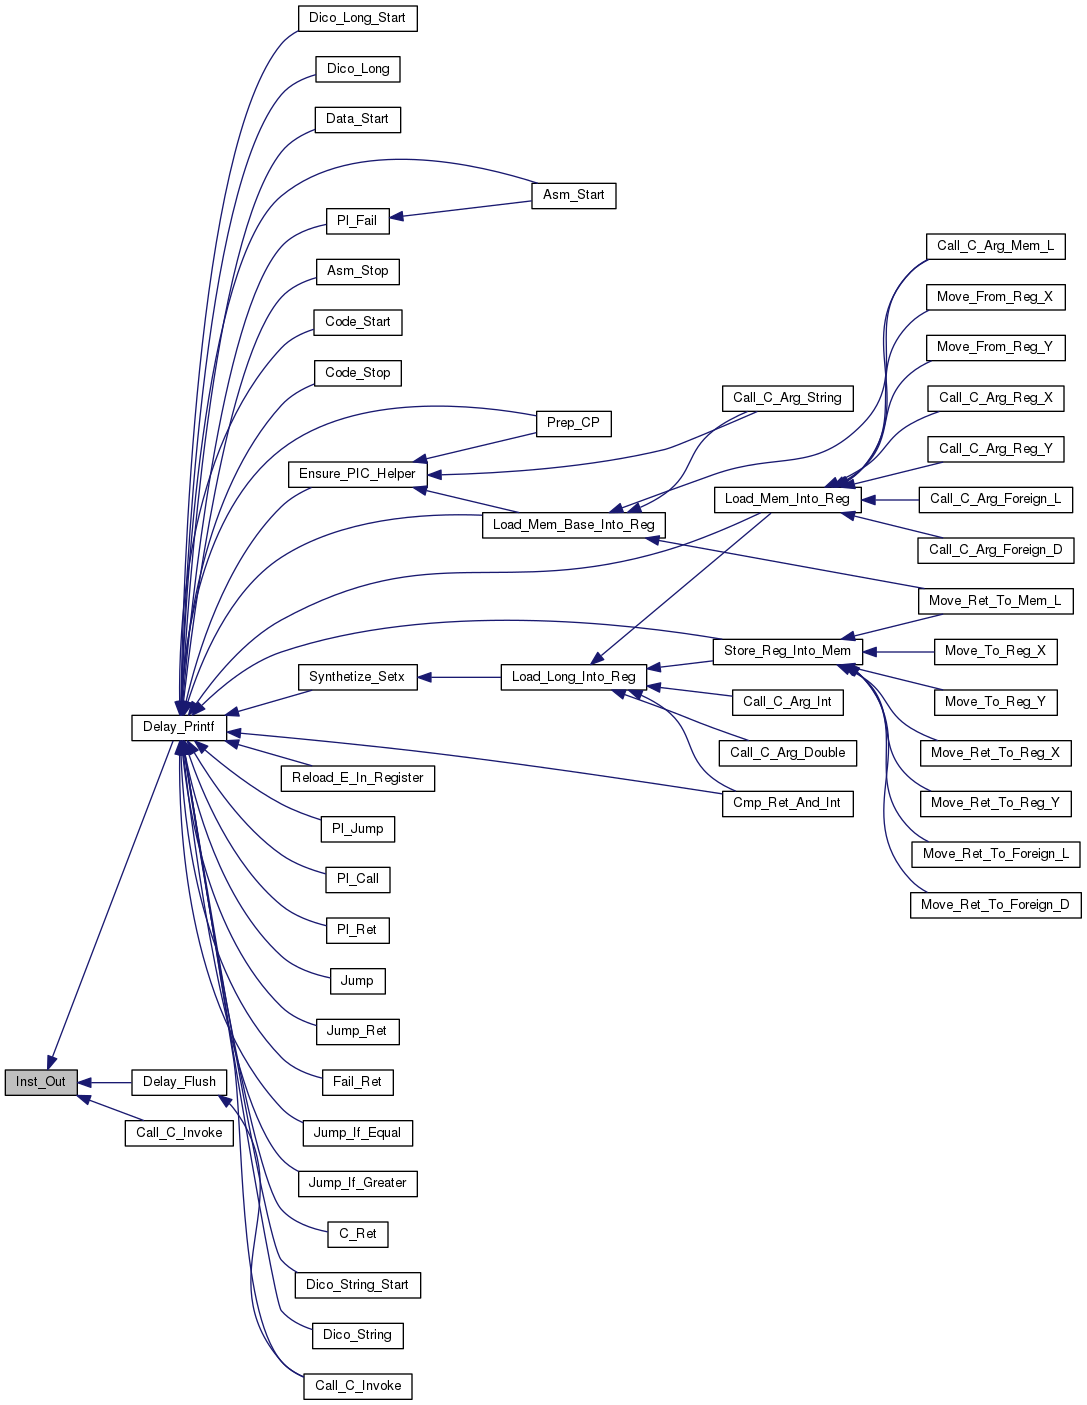 Dico_Long_Start
Dico_Long
Data_Start
Asm_Start
Pl_Fail
Call_C_Arg_Mem_L
Asm_Stop
Move_From_Reg_X
Code_Start
Move_From_Reg_Y
Code_Stop
Call_C_Arg_String
Call_C_Arg_Reg_X
Prep_CP
Call_C_Arg_Reg_Y
Ensure_PIC_Helper
Load_Mem_Into_Reg
Call_C_Arg_Foreign_L
Load_Mem_Base_Into_Reg
Call_C_Arg_Foreign_D
Move_Ret_To_Mem_L
Store_Reg_Into_Mem
Move_To_Reg_X
Synthetize_Setx
Load_Long_Into_Reg
Call_C_Arg_Int
Move_To_Reg_Y
Delay_Printf
Call_C_Arg_Double
Move_Ret_To_Reg_X
Reload_E_In_Register
Cmp_Ret_And_Int
Move_Ret_To_Reg_Y
Pl_Jump
Move_Ret_To_Foreign_L
Pl_Call
Move_Ret_To_Foreign_D
Pl_Ret
Jump
Jump_Ret
Inst_Out
Delay_Flush
Fail_Ret
Call_C_Invoke
Jump_If_Equal
Jump_If_Greater
C_Ret
Dico_String_Start
Dico_String
Call_C_Invoke